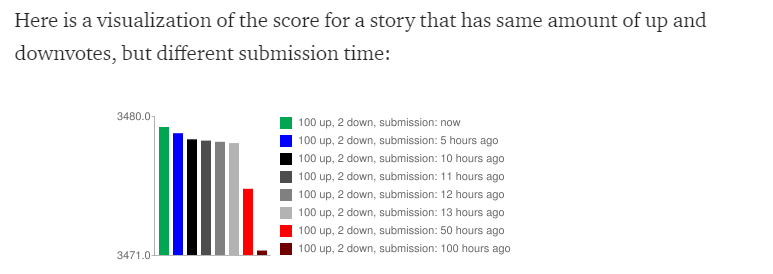 Here is a visualization of the score for a story that has same amount of up and
downvotes, but different submission time:
3480.0
100 up, 2 down, submission: now
100 up, 2 down, submission: 5 hours ago
100 up, 2 down, submission: 10 hours ago
100 up, 2 down, submission: 11 hours ago
100 up, 2 down, submission: 12 hours ago
100 up, 2 down, submission: 13 hours ago
100 up, 2 down, submission: 50 hours ago
100 up, 2 down, submission: 100 hours ago
3471.0